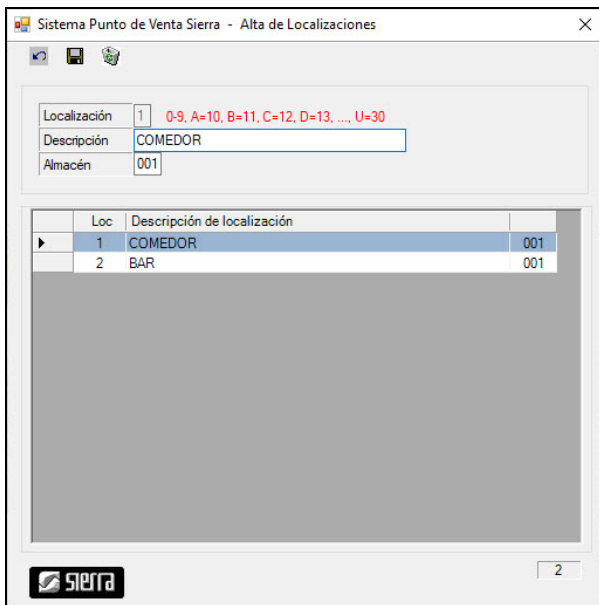 Sistema Punto de Venta Sierra - Alta de Localizaciones
Localización 1 0-9, A=10, B=11, C=12, D=13, ..., U=30
Descripción COMEDOR
Almacén 001
Loc Descripción de localización
1 COMEDOR 001
2 BAR 001
2
sierra